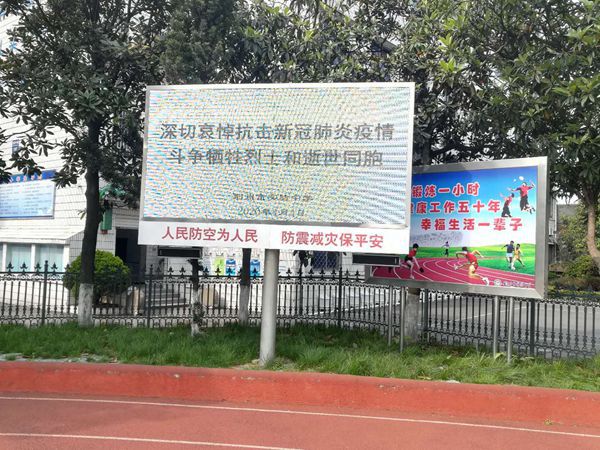 深切哀悼抗击新冠肺炎疫情
斗争牺牲烈士和逝世同胞
人民防空为人民 防震减灾保平安
锻炼一小时
健康工作五十年
幸福生活一辈子